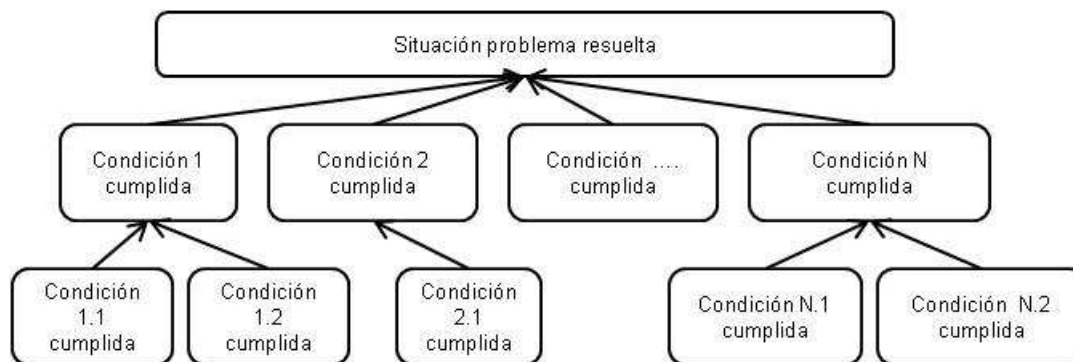 Situación problema resuelta
Condición 1
cumplida
Condición 2
cumplida
Condición ....
cumplida
Condición N
cumplida
Condición
1.1
cumplida
Condición
1.2
cumplida
Condición
2.1
cumplida
Condición N.1
cumplida
Condición N.2
cumplida